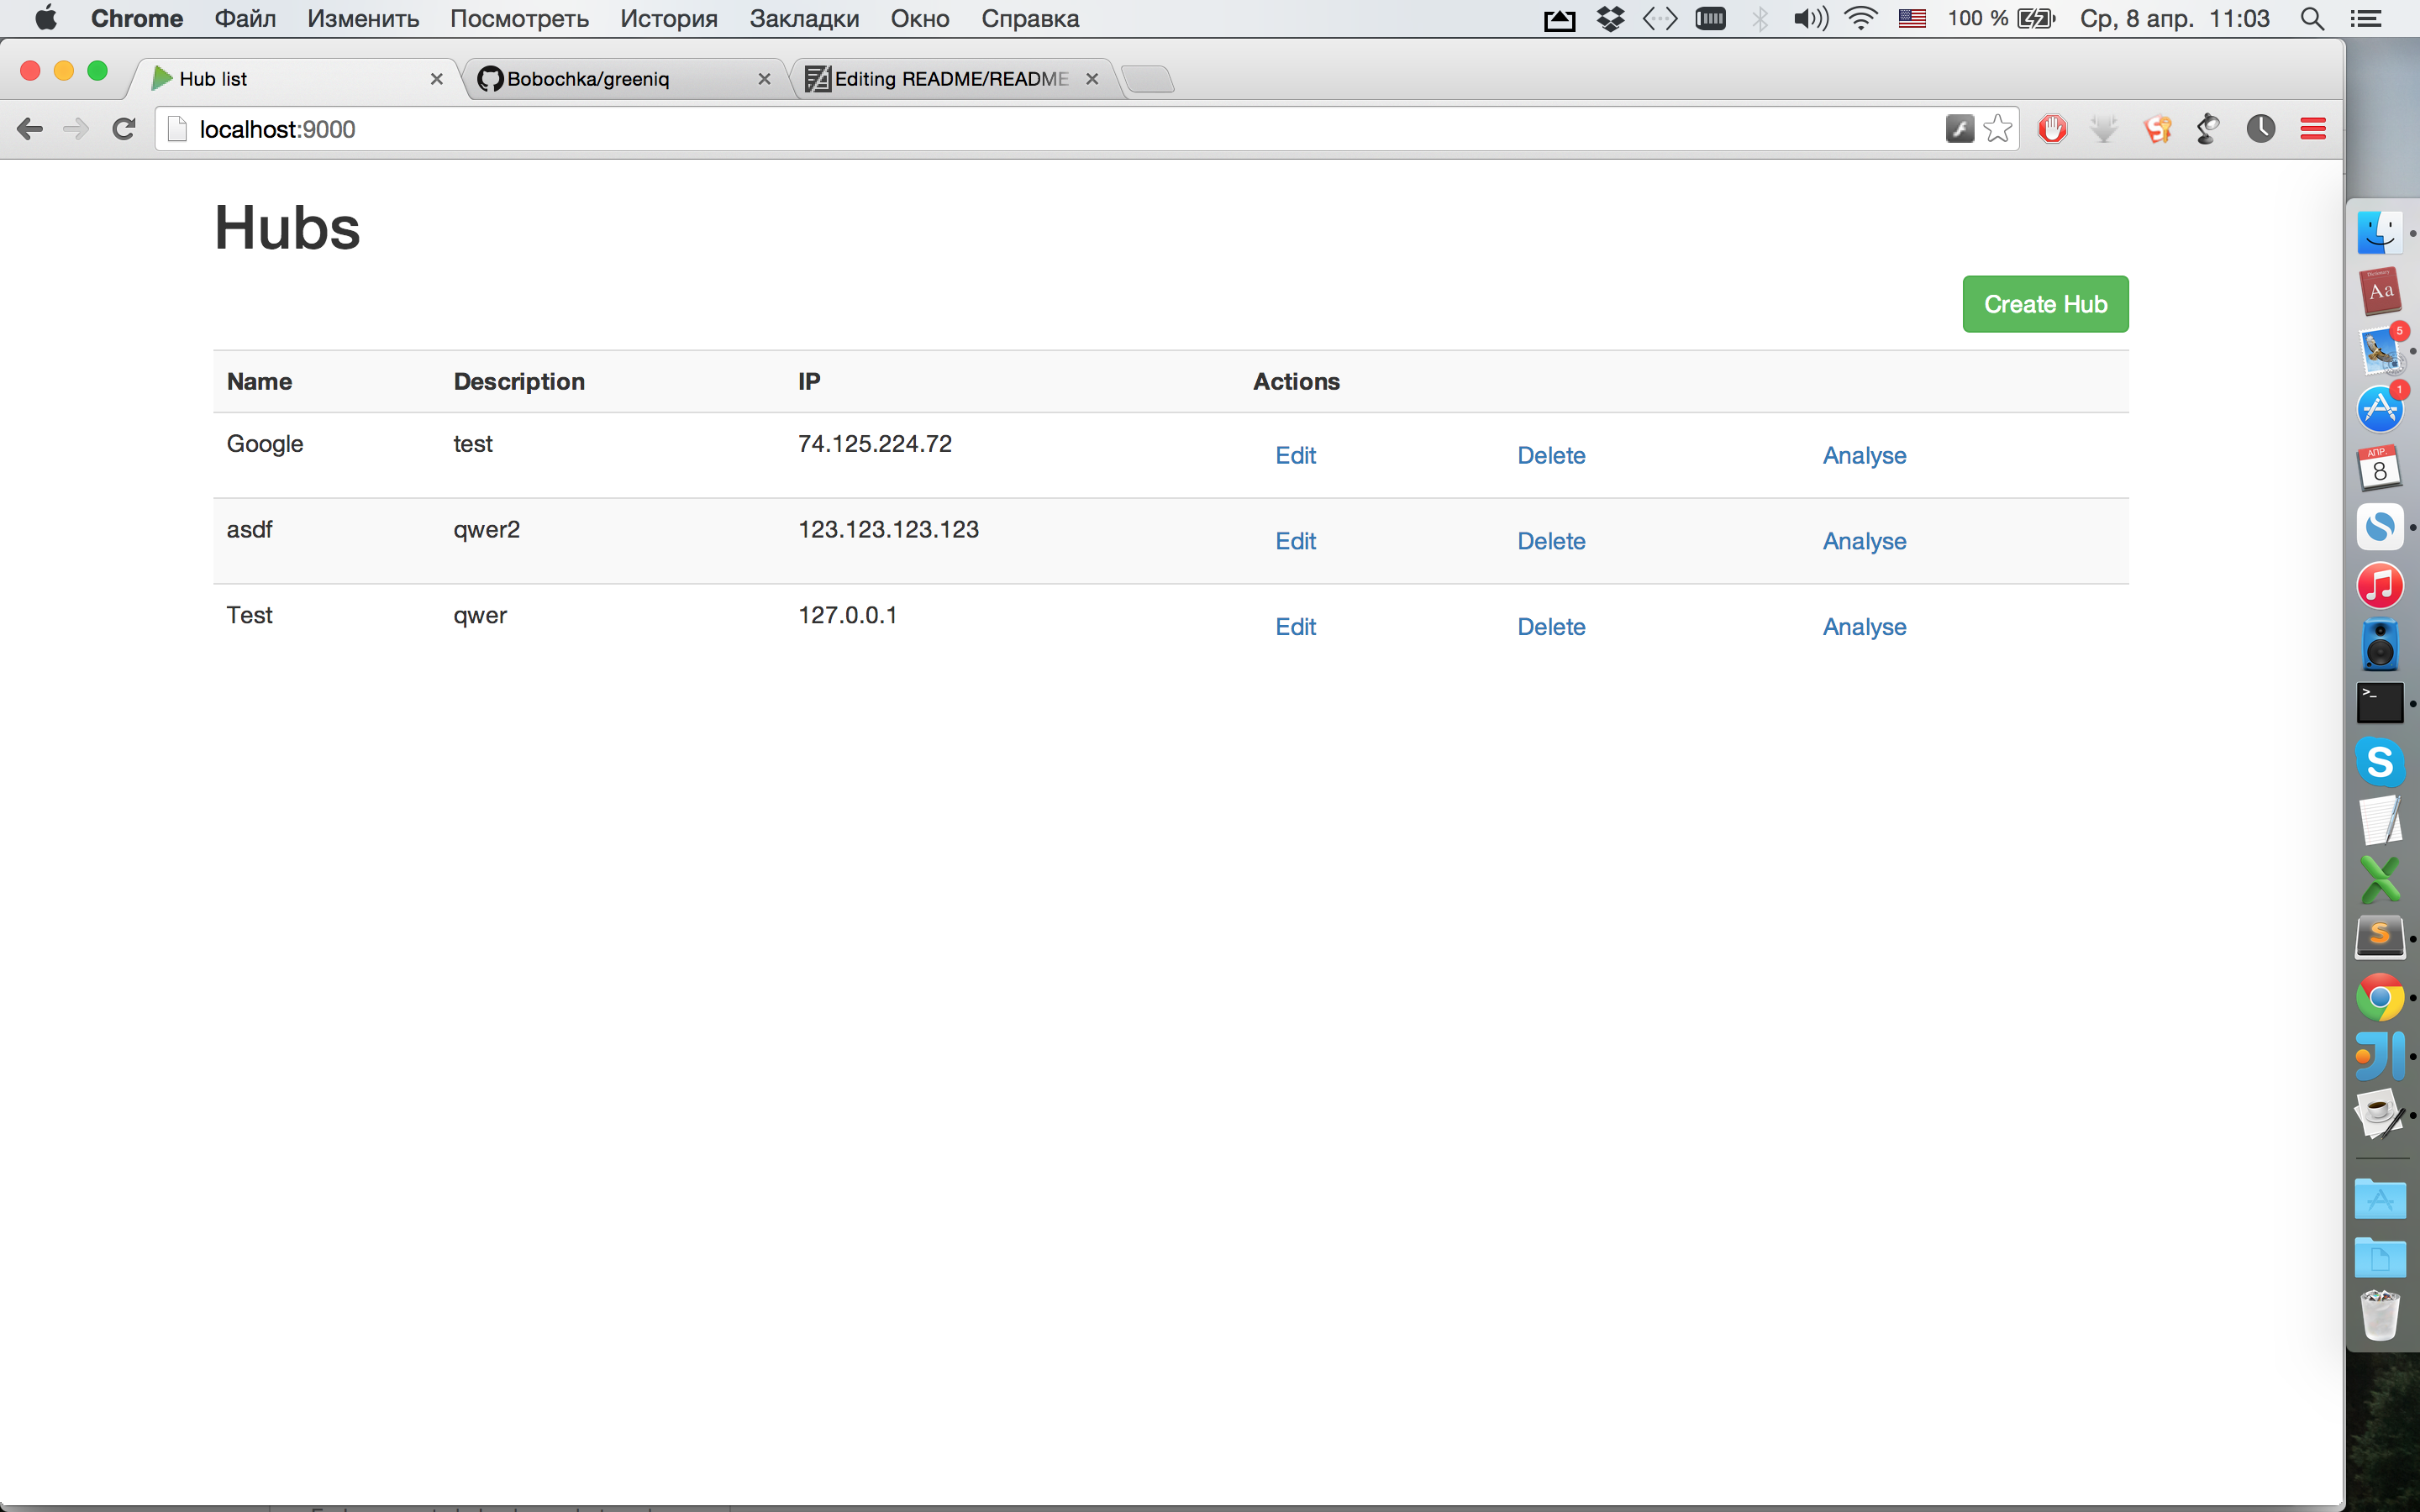 Chrome Файл Изменить Посмотреть История Закладки Окно Справка 100 % Ср, 8 апр. 11:03
Hub list Bobochka/greeniq Editing README/README
localhost:9000
Hubs
Create Hub
Name Description IP Actions
Google test 74.125.224.72 Edit Delete Analyse
asdf qwer2 123.123.123.123 Edit Delete Analyse
Test qwer 127.0.0.1 Edit Delete Analyse
Dictionary
Aa
5
1
АПР.
8
>_
S
S